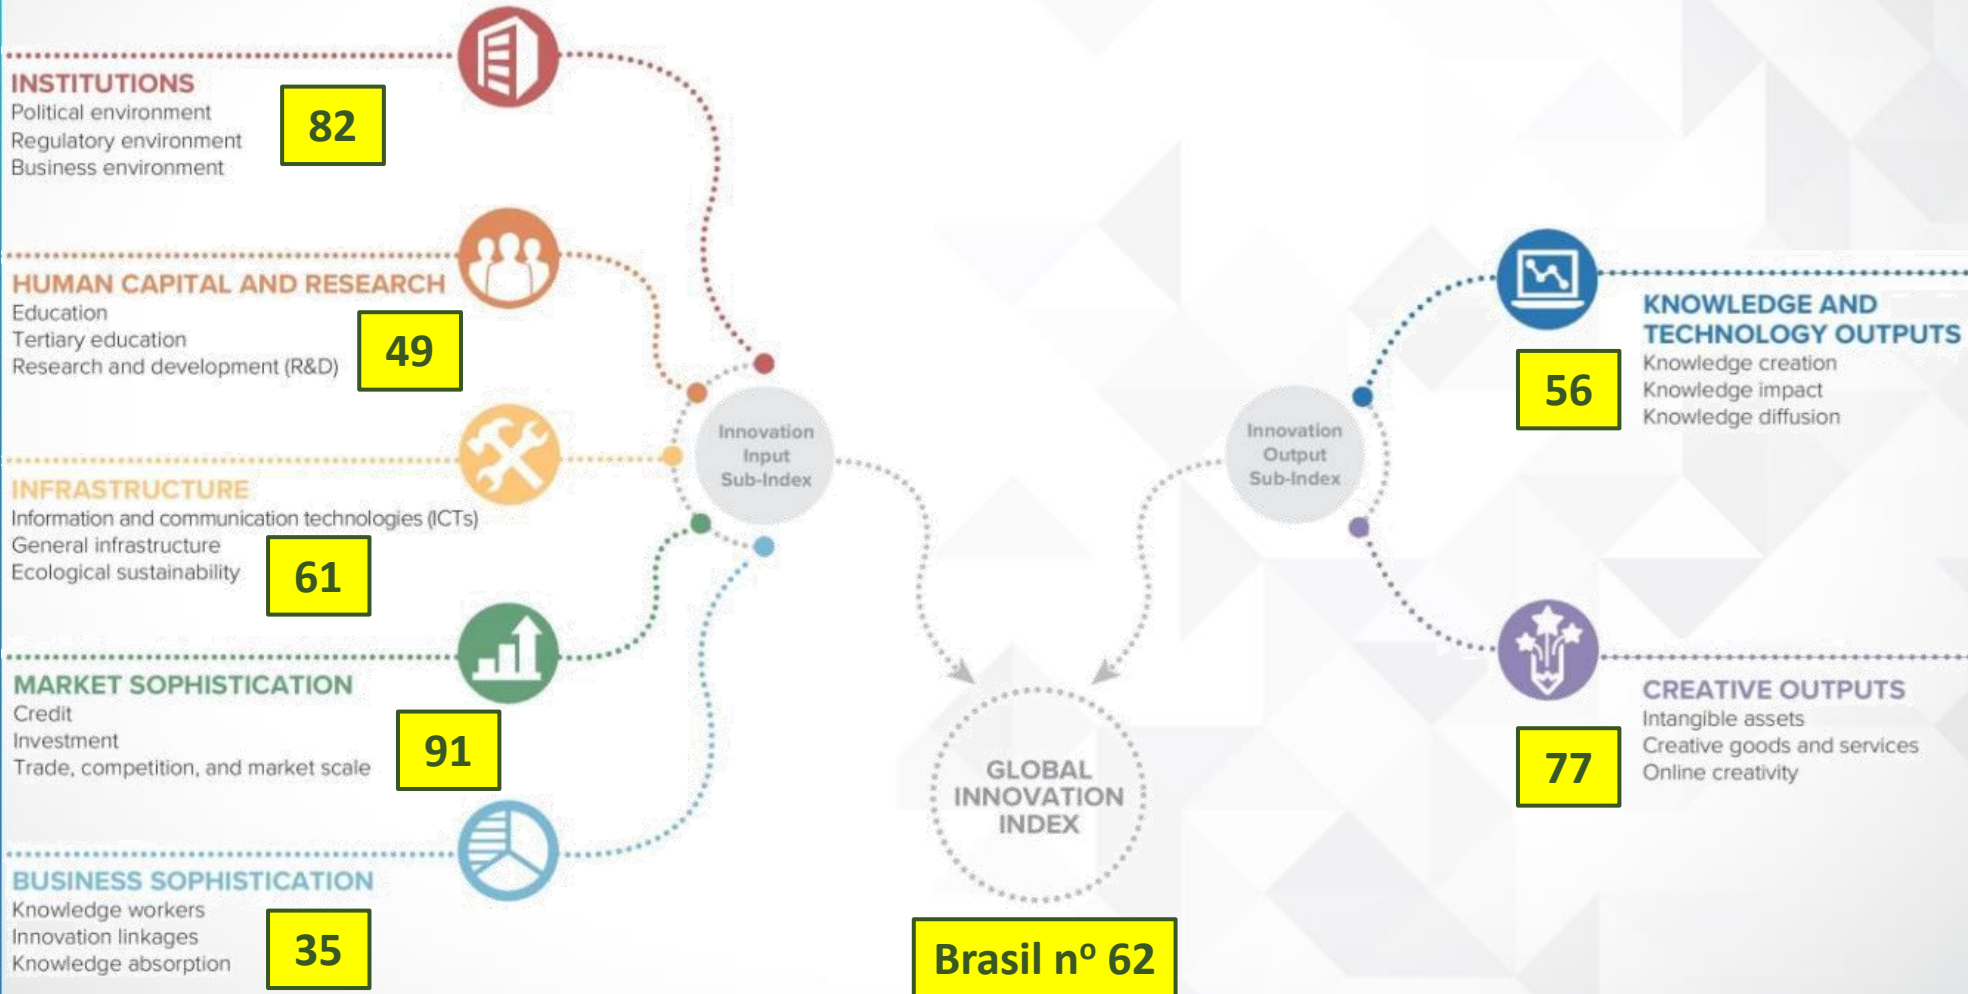 INSTITUTIONS
Political environment
Regulatory environment
Business environment
82
HUMAN CAPITAL AND RESEARCH
Education
Tertiary education
Research and development (R&D)
49
INFRASTRUCTURE
Information and communication technologies (ICTs)
General infrastructure
Ecological sustainability
61
MARKET SOPHISTICATION
Credit
Investment
Trade, competition, and market scale
91
BUSINESS SOPHISTICATION
Knowledge workers
Innovation linkages
Knowledge absorption
35
Innovation
Input
Sub-Index
GLOBAL
INNOVATION
INDEX
Brasil nº 62
Innovation
Output
Sub-Index
KNOWLEDGE AND
TECHNOLOGY OUTPUTS
Knowledge creation
Knowledge impact
Knowledge diffusion
56
CREATIVE OUTPUTS
Intangible assets
Creative goods and services
Online creativity
77